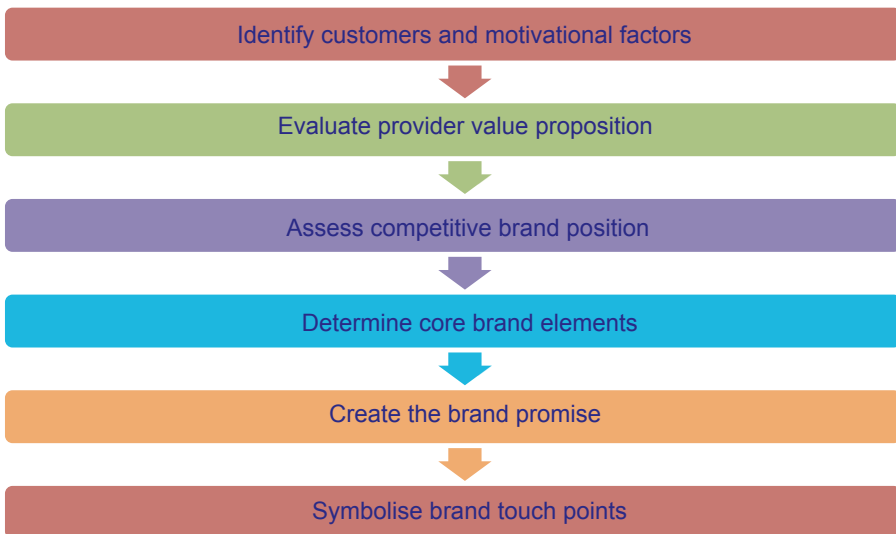 Identify customers and motivational factors
Evaluate provider value proposition
Assess competitive brand position
Determine core brand elements
Create the brand promise
Symbolise brand touch points